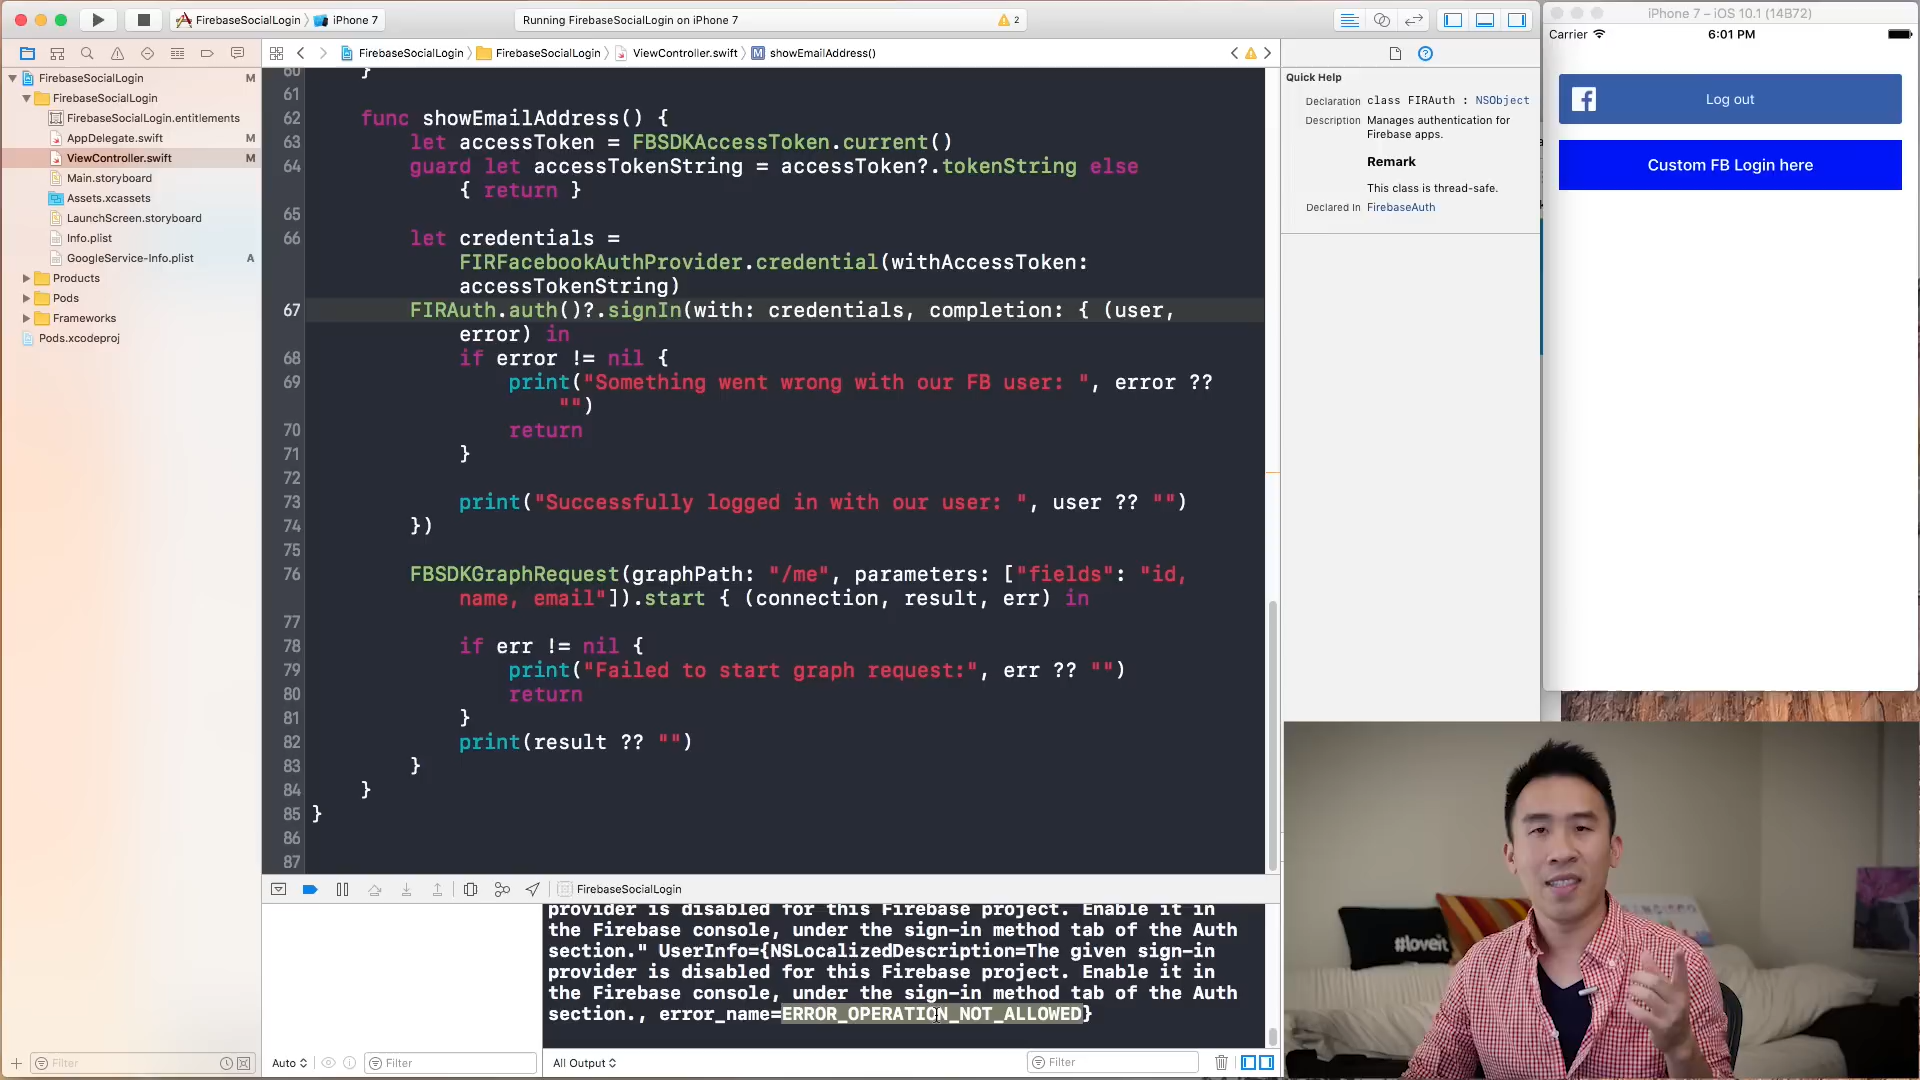 FirebaseSocialLogin
iPhone 7
Running FirebaseSocialLogin on iPhone 7
2
FirebaseSocialLogin
FirebaseSocialLogin
ViewController.swift
showEmailAddress()
FirebaseSocialLogin M
FirebaseSocialLogin
FirebaseSocialLogin.entitlements
AppDelegate.swift M
ViewController.swift M
Main.storyboard
Assets.xcassets
LaunchScreen.storyboard
Info.plist
GoogleService-Info.plist A
Products
Pods
Frameworks
Pods.xcodeproj
Filter
60 }
61
62 func showEmailAddress() {
63 let accessToken = FBSDKAccessToken.current()
64 guard let accessTokenString = accessToken?.tokenString else
{ return }
65
66 let credentials =
FIRFacebookAuthProvider.credential(withAccessToken:
accessTokenString)
67 FIRAuth.auth()?.signIn(with: credentials, completion: { (user,
error) in
68 if error != nil {
69 print("Something went wrong with our FB user: ", error ??
"")
70 return
71 }
72
73 print("Successfully logged in with our user: ", user ?? "")
74 })
75
76 FBSDKGraphRequest(graphPath: "/me", parameters: ["fields": "id,
name, email"]).start { (connection, result, err) in
77
78 if err != nil {
79 print("Failed to start graph request:", err ?? "")
80 return
81 }
82 print(result ?? "")
83 }
84 }
85 }
86
87
FirebaseSocialLogin
provider is disabled for this Firebase project. Enable it in
the Firebase console, under the sign-in method tab of the Auth
section." UserInfo={NSLocalizedDescription=The given sign-in
provider is disabled for this Firebase project. Enable it in
the Firebase console, under the sign-in method tab of the Auth
section., error_name=ERROR_OPERATION_NOT_ALLOWED}
Auto
Filter
All Output
Filter
Quick Help
Declaration class FIRAuth : NSObject
Description Manages authentication for
Firebase apps.
Remark
This class is thread-safe.
Declared In FirebaseAuth
iPhone 7 – iOS 10.1 (14B72)
Carrier 6:01 PM
Log out
Custom FB Login here
#loveit